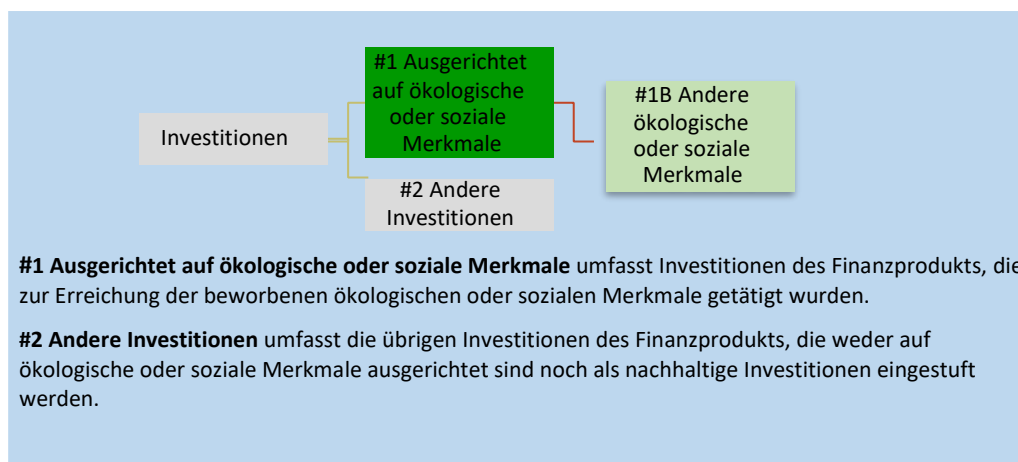 #1 Ausgerichtet
auf ökologische
oder soziale
Merkmale
#1B Andere
ökologische
oder soziale
Merkmale
Investitionen
#2 Andere
Investitionen
#1 Ausgerichtet auf ökologische oder soziale Merkmale umfasst Investitionen des Finanzprodukts, die
zur Erreichung der beworbenen ökologischen oder sozialen Merkmale getätigt wurden.
#2 Andere Investitionen umfasst die übrigen Investitionen des Finanzprodukts, die weder auf
ökologische oder soziale Merkmale ausgerichtet sind noch als nachhaltige Investitionen eingestuft
werden.